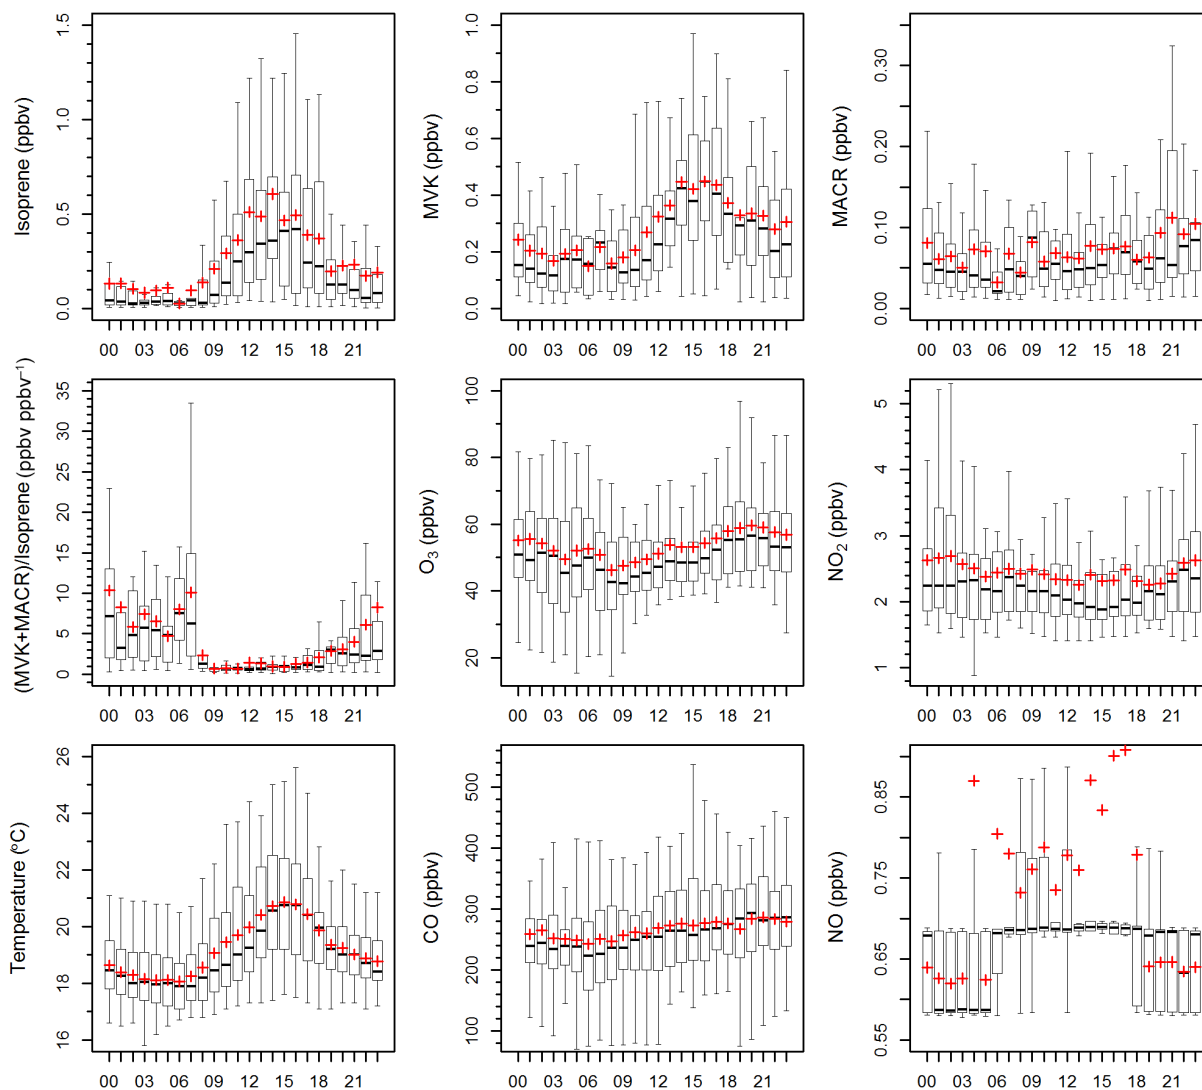 Isoprene (ppbv)
0.0 0.5 1.0 1.5
00 03 06 09 12 15 18 21
MVK (ppbv)
0.0 0.2 0.4 0.6 0.8 1.0
00 03 06 09 12 15 18 21
MACR (ppbv)
0.00 0.10 0.20 0.30
00 03 06 09 12 15 18 21
(MVK+MACR)/Isoprene (ppbv ppbv⁻¹)
0 5 10 15 20 25 30 35
00 03 06 09 12 15 18 21
O₃ (ppbv)
20 40 60 80 100
00 03 06 09 12 15 18 21
NO₂ (ppbv)
1 2 3 4 5
00 03 06 09 12 15 18 21
Temperature (°C)
16 18 20 22 24 26
00 03 06 09 12 15 18 21
CO (ppbv)
100 200 300 400 500
00 03 06 09 12 15 18 21
NO (ppbv)
0.55 0.65 0.75 0.85
00 03 06 09 12 15 18 21